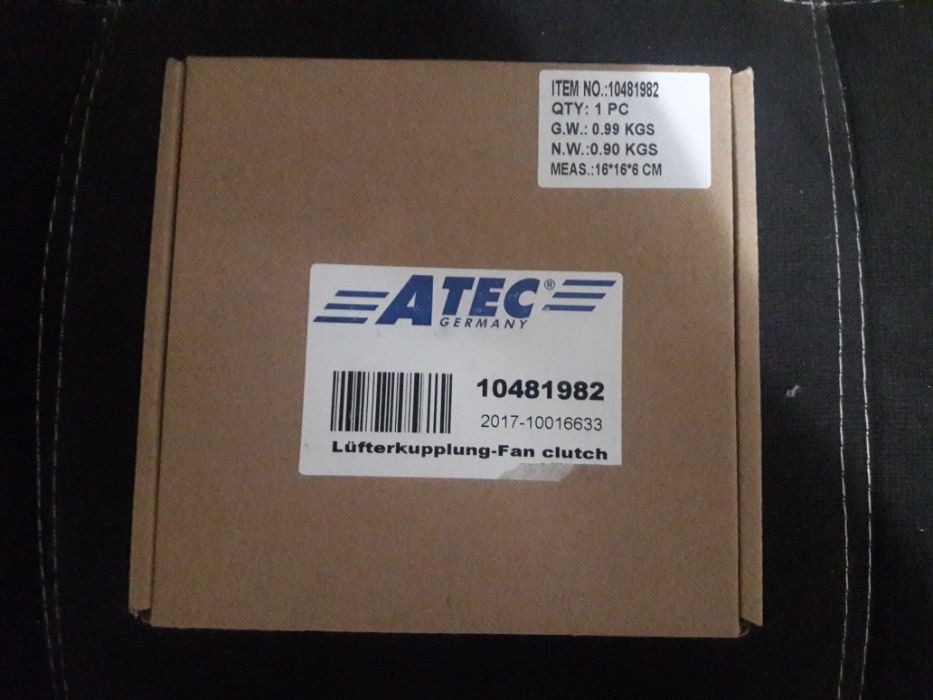 ITEM NO.:10481982
QTY: 1 PC
G.W.: 0.99 KGS
N.W.:0.90 KGS
MEAS.:16*16*6 CM
ATEC®
GERMANY
10481982
2017-10016633
Lüfterkupplung-Fan clutch